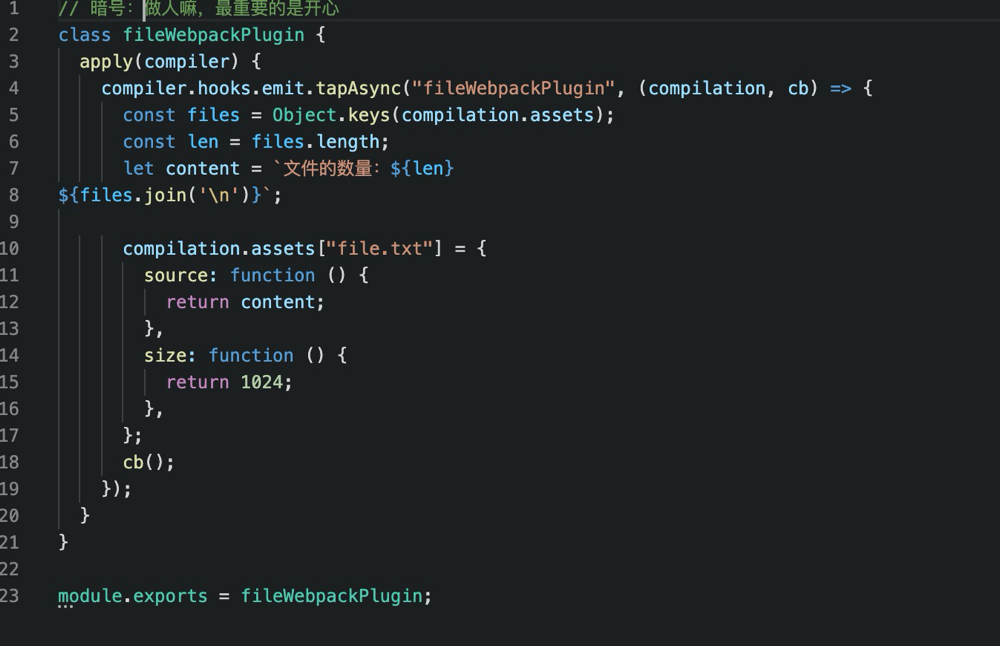 1 // 暗号：做人嘛，最重要的是开心
2 class fileWebpackPlugin {
3   apply(compiler) {
4     compiler.hooks.emit.tapAsync("fileWebpackPlugin", (compilation, cb) => {
5       const files = Object.keys(compilation.assets);
6       const len = files.length;
7       let content = `文件的数量：${len}
8 ${files.join('\n')}`;
9
10       compilation.assets["file.txt"] = {
11         source: function () {
12           return content;
13         },
14         size: function () {
15           return 1024;
16         },
17       };
18       cb();
19     });
20   }
21 }
22
23 module.exports = fileWebpackPlugin;